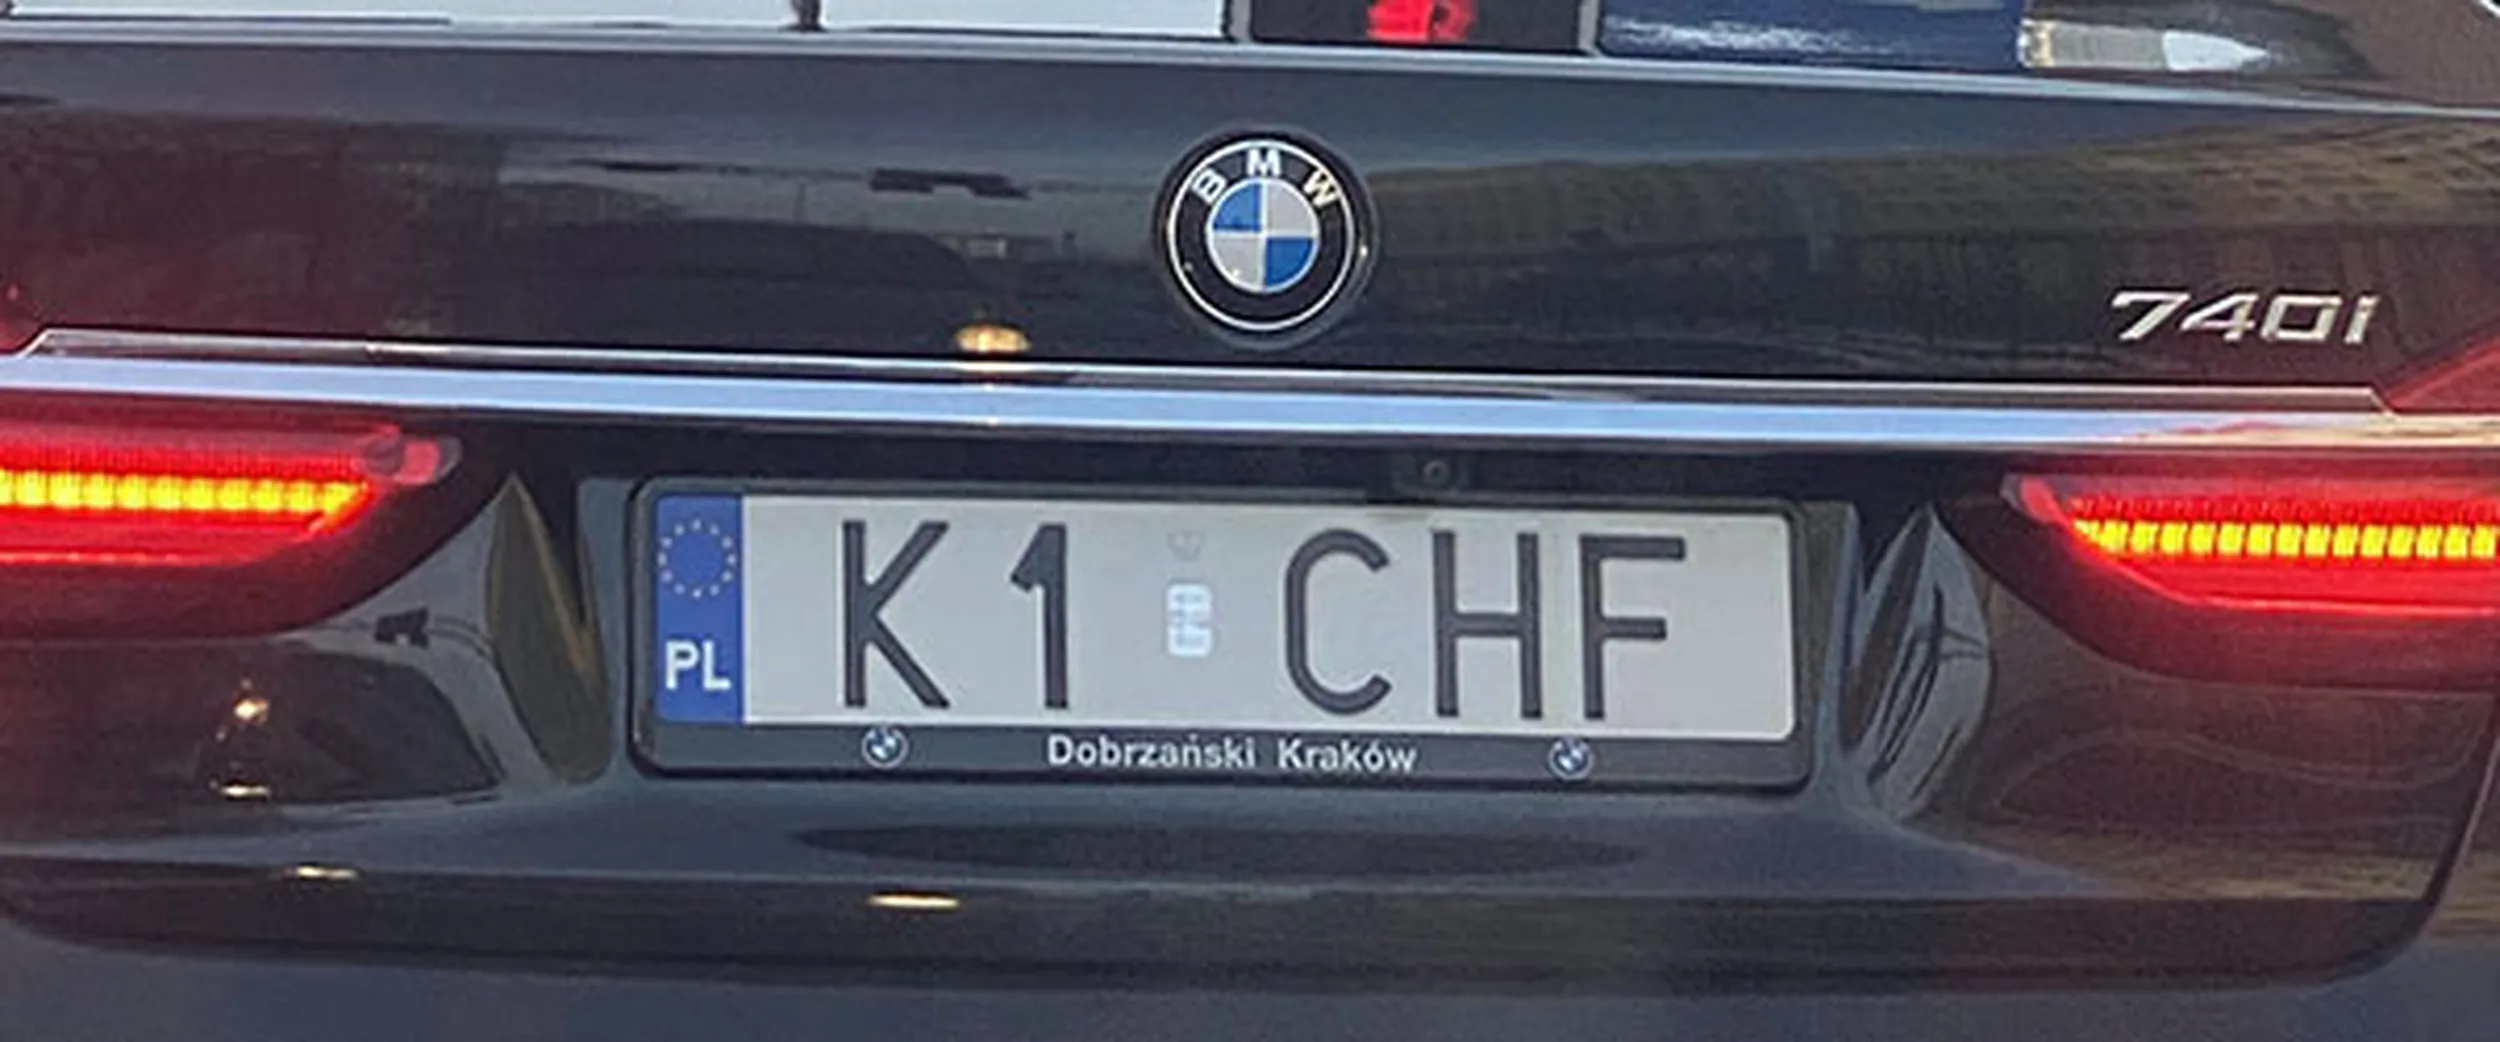 BMW
740i
PL K1 CHF
Dobrzański Kraków